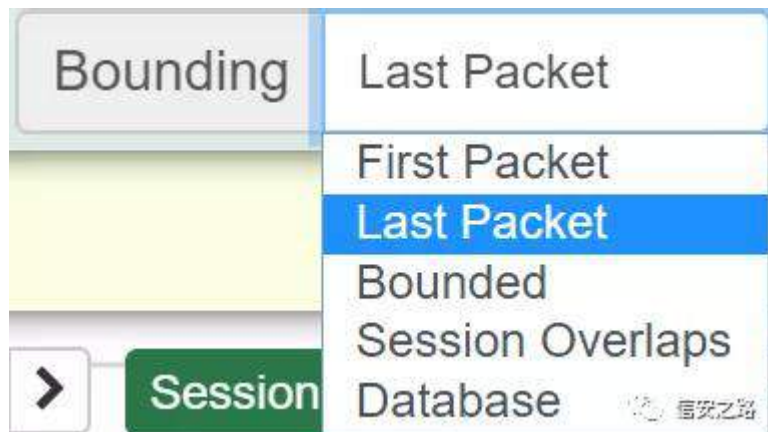 Bounding
Last Packet
First Packet
Last Packet
Bounded
Session Overlaps
Database
Session
信安之路